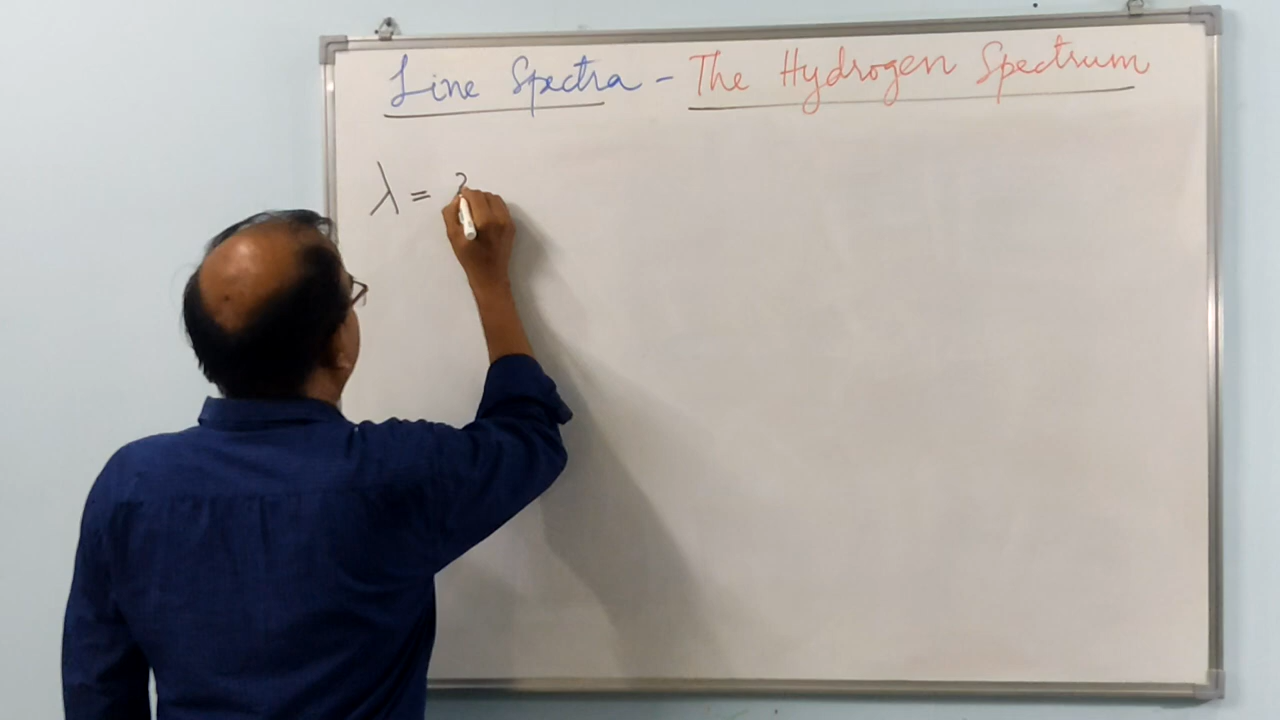 Line Spectra - The Hydrogen Spectrum
λ =